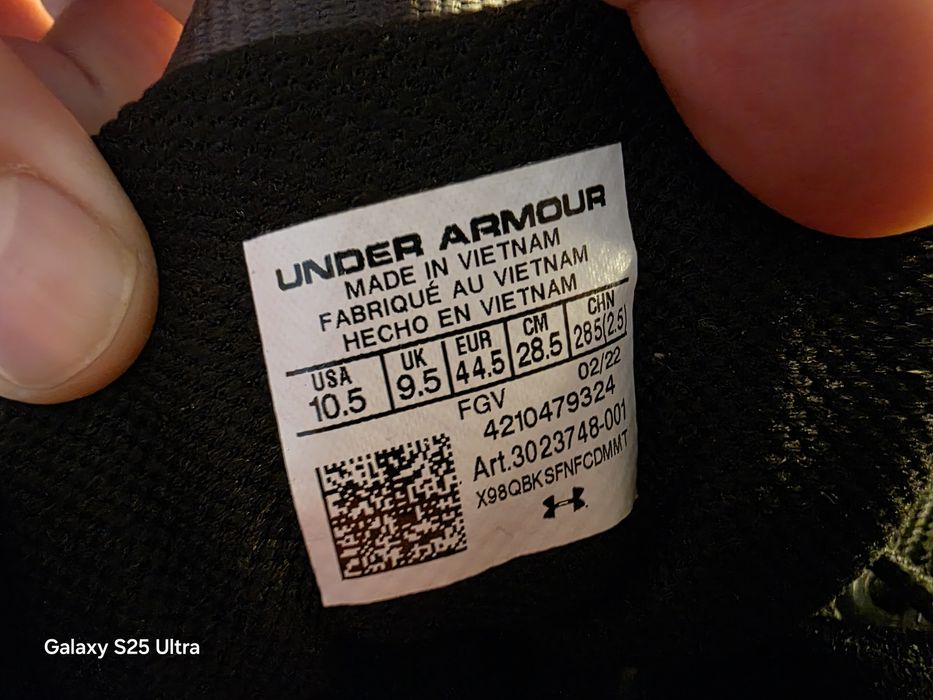 UNDER ARMOUR
MADE IN VIETNAM
FABRIQUÉ AU VIETNAM
HECHO EN VIETNAM
USA UK EUR CM CHN
10.5 9.5 44.5 28.5 285(2.5)
FGV 02/22
4210479324
Art.3023748-001
X98QBKSFNFCDMMT
Galaxy S25 Ultra